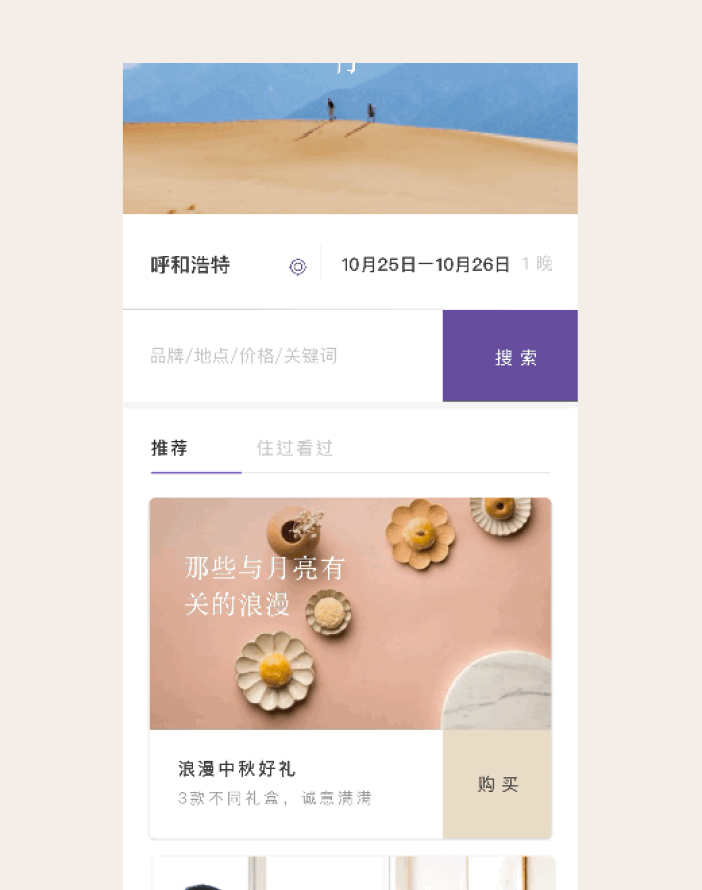 呼和浩特
10月25日一10月26日 1 晚
品牌/地点/价格/关键词
搜 索
推荐
住过看过
那些与月亮有
关的浪漫
浪漫中秋好礼
3款不同礼盒，诚意满满
购 买